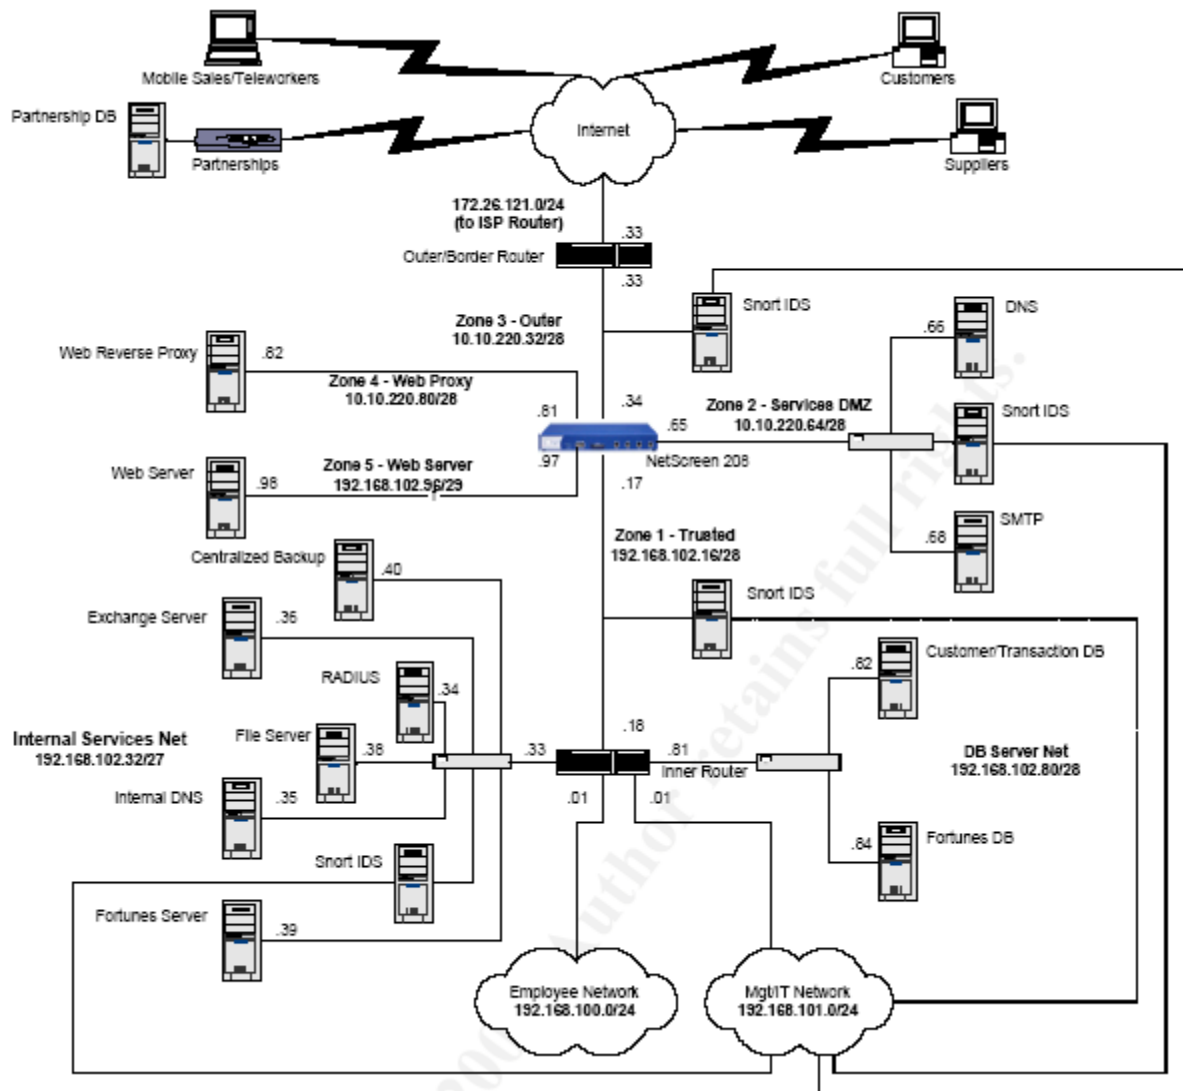 Mobile Sales/Teleworkers
Customers
Partnership DB
Internet
Partnerships
Suppliers
172.26.121.0/24
(to ISP Router)
.33
Outer/Border Router
.33
Snort IDS
DNS
Zone 3 - Outer
10.10.220.32/28
.66
Web Reverse Proxy
.82
Zone 4 - Web Proxy
10.10.220.80/28
.34
Zone 2 - Services DMZ
10.10.220.64/28
Snort IDS
.81
.65
.97
NetScreen 208
Web Server
.98
Zone 5 - Web Server
192.168.102.96/29
.17
SMTP
.68
Zone 1 - Trusted
192.168.102.16/28
Centralized Backup
.40
Snort IDS
Exchange Server
.36
Customer/Transaction DB
.82
RADIUS
.34
Internal Services Net
192.168.102.32/27
File Server
.38
.33
.18
.81
Inner Router
DB Server Net
192.168.102.80/28
Internal DNS
.35
.01
.01
Snort IDS
.84
Fortunes DB
Fortunes Server
.39
Employee Network
192.168.100.0/24
Mgt/IT Network
192.168.101.0/24
Author retains full rights.